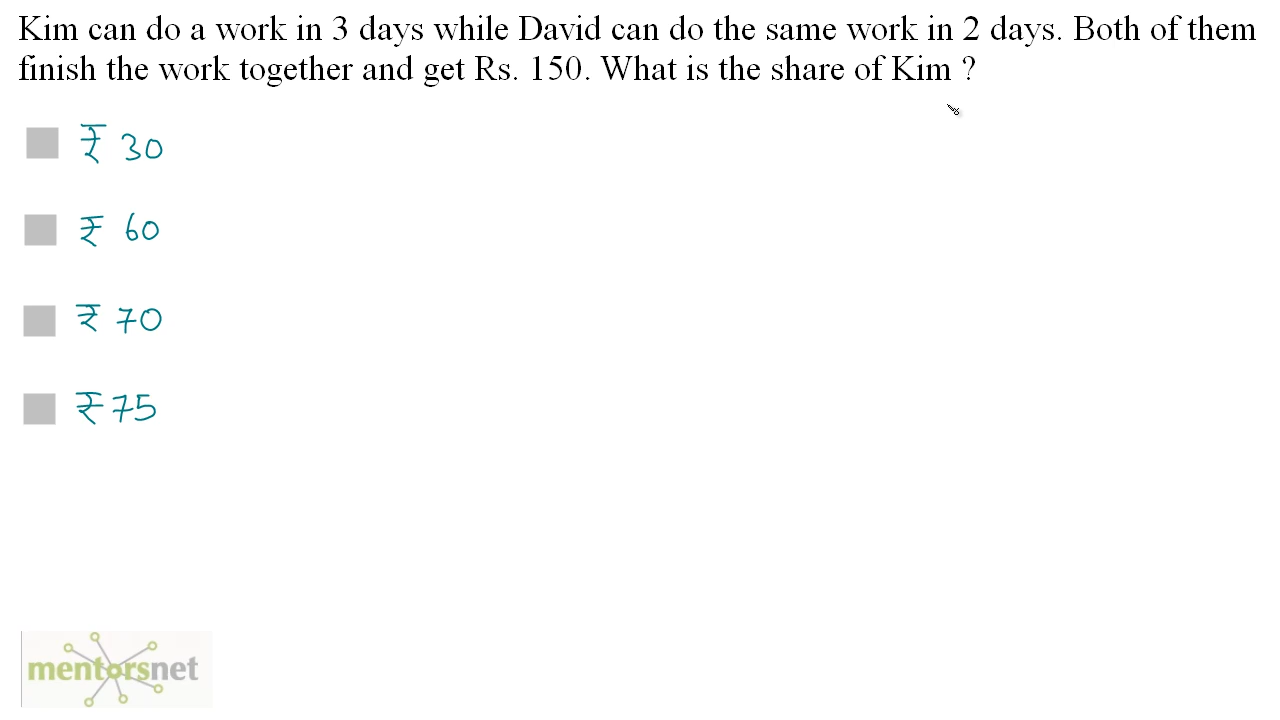 Kim can do a work in 3 days while David can do the same work in 2 days. Both of them
finish the work together and get Rs. 150. What is the share of Kim ?
₹ 30
₹ 60
₹ 70
₹ 75
mentorsnet